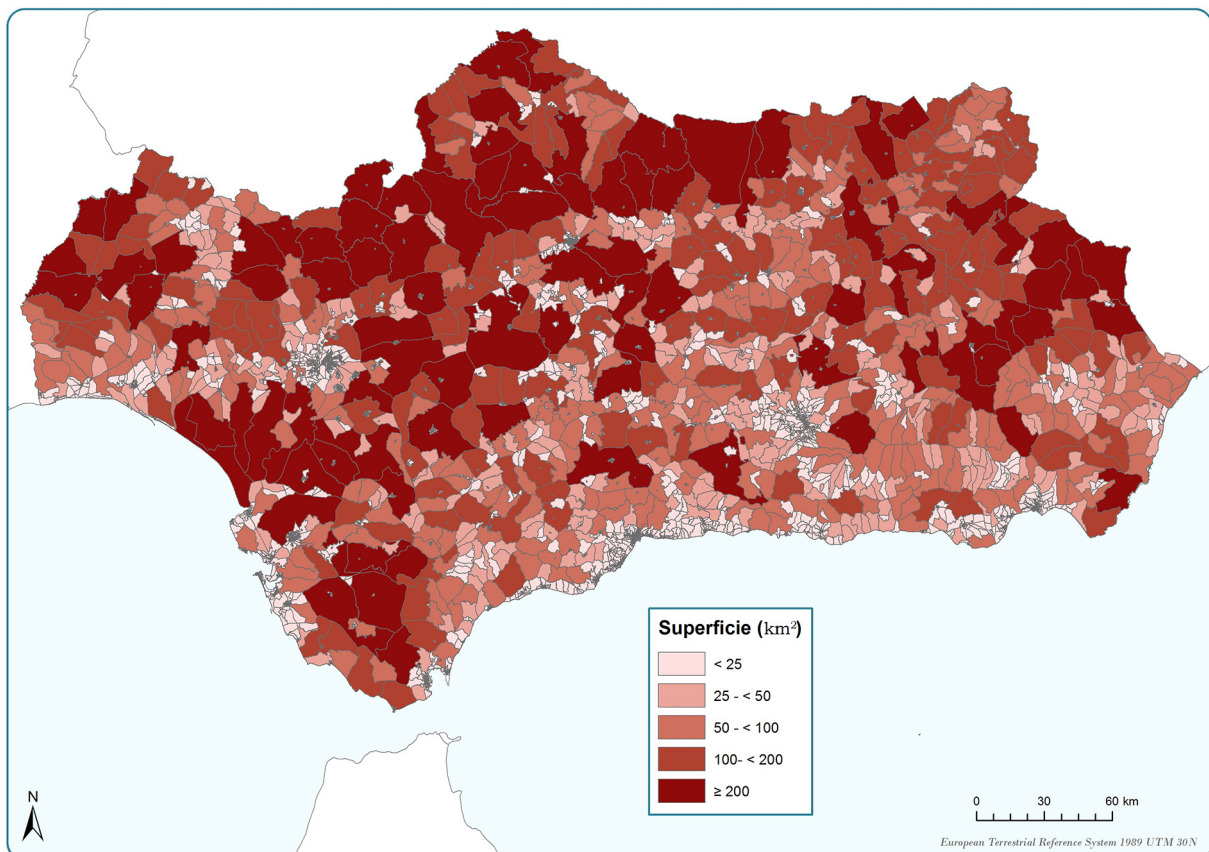 Superficie (km²)
< 25
25 - < 50
50 - < 100
100- < 200
≥ 200
N
0 30 60 km
European Terrestrial Reference System 1989 UTM 30N